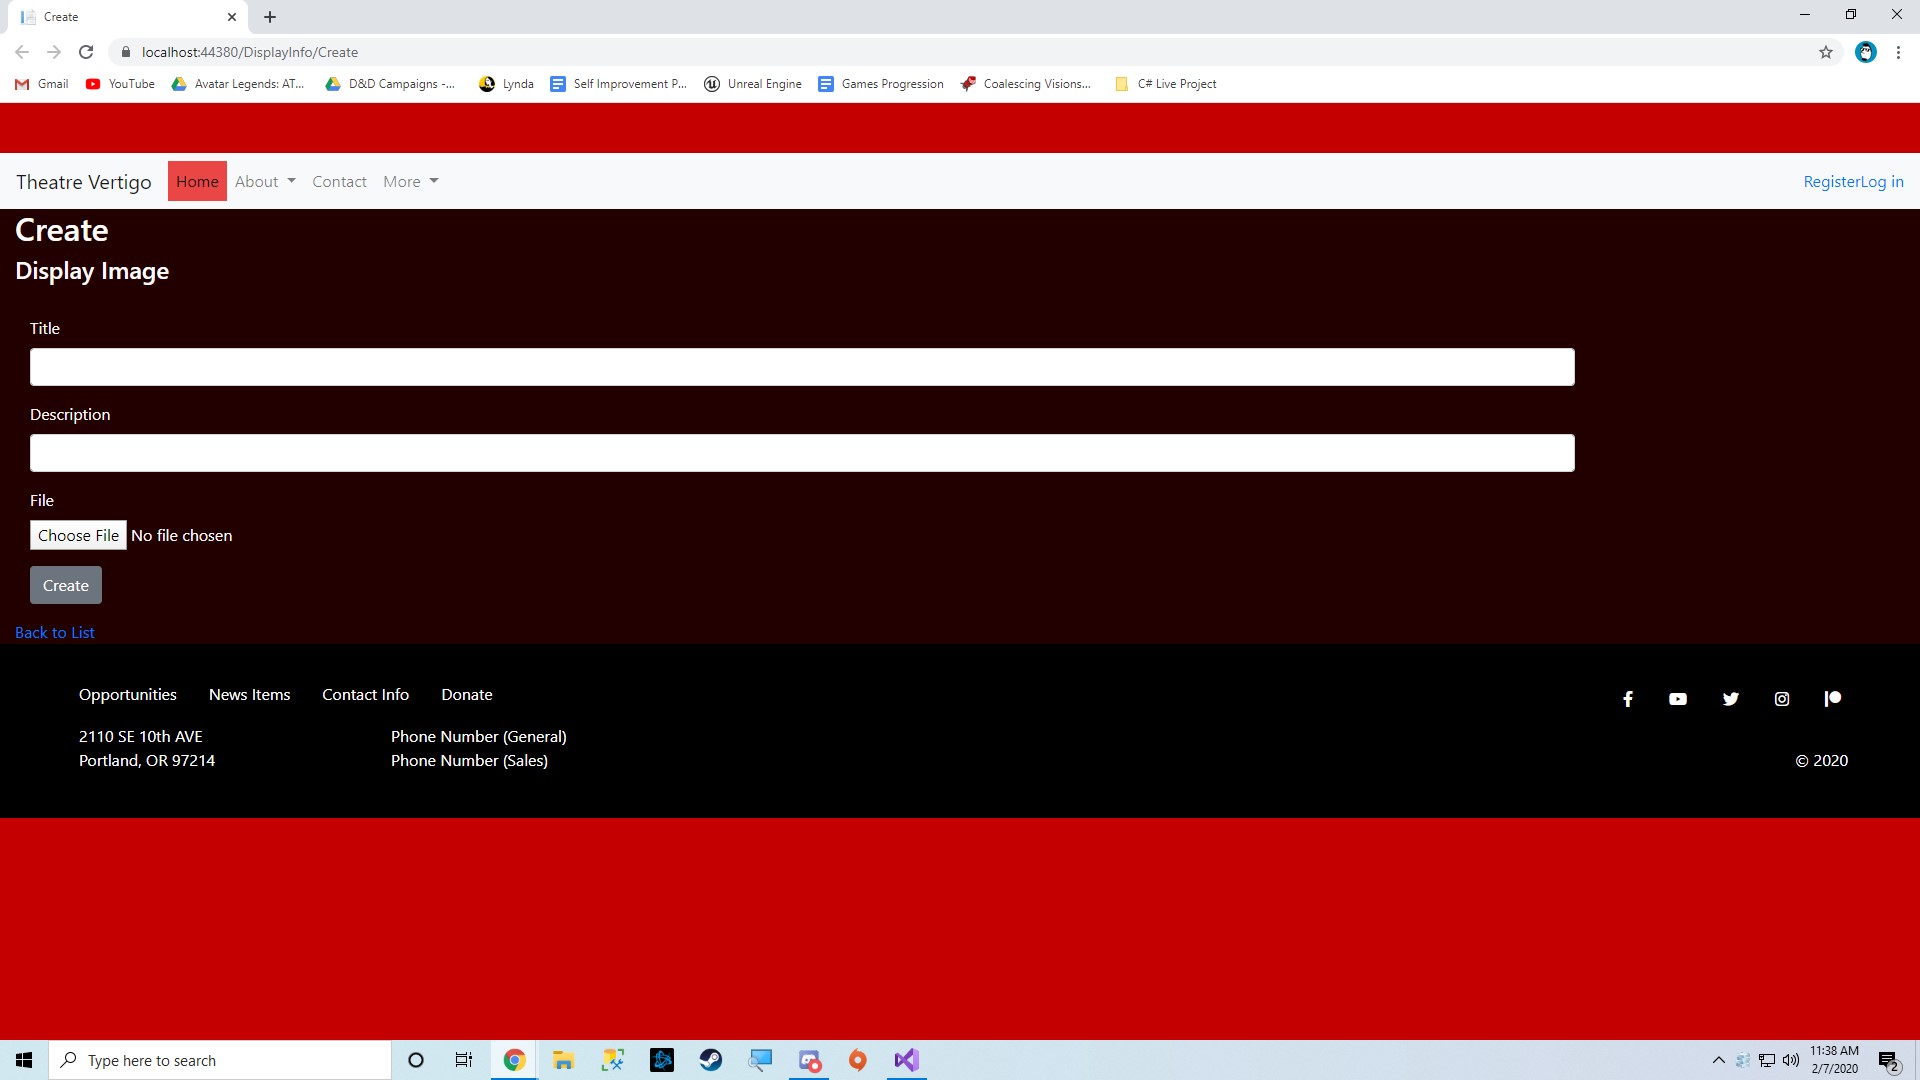 Create
localhost:44380/DisplayInfo/Create
Gmail YouTube Avatar Legends: AT... D&D Campaigns -... Lynda Self Improvement P... Unreal Engine Games Progression Coalescing Visions... C# Live Project
Theatre Vertigo Home About Contact More RegisterLog in
Create
Display Image
Title
Description
File
Choose File No file chosen
Create
Back to List
Opportunities News Items Contact Info Donate
2110 SE 10th AVE Phone Number (General)
Portland, OR 97214 Phone Number (Sales) © 2020
Type here to search
11:38 AM
2/7/2020
2